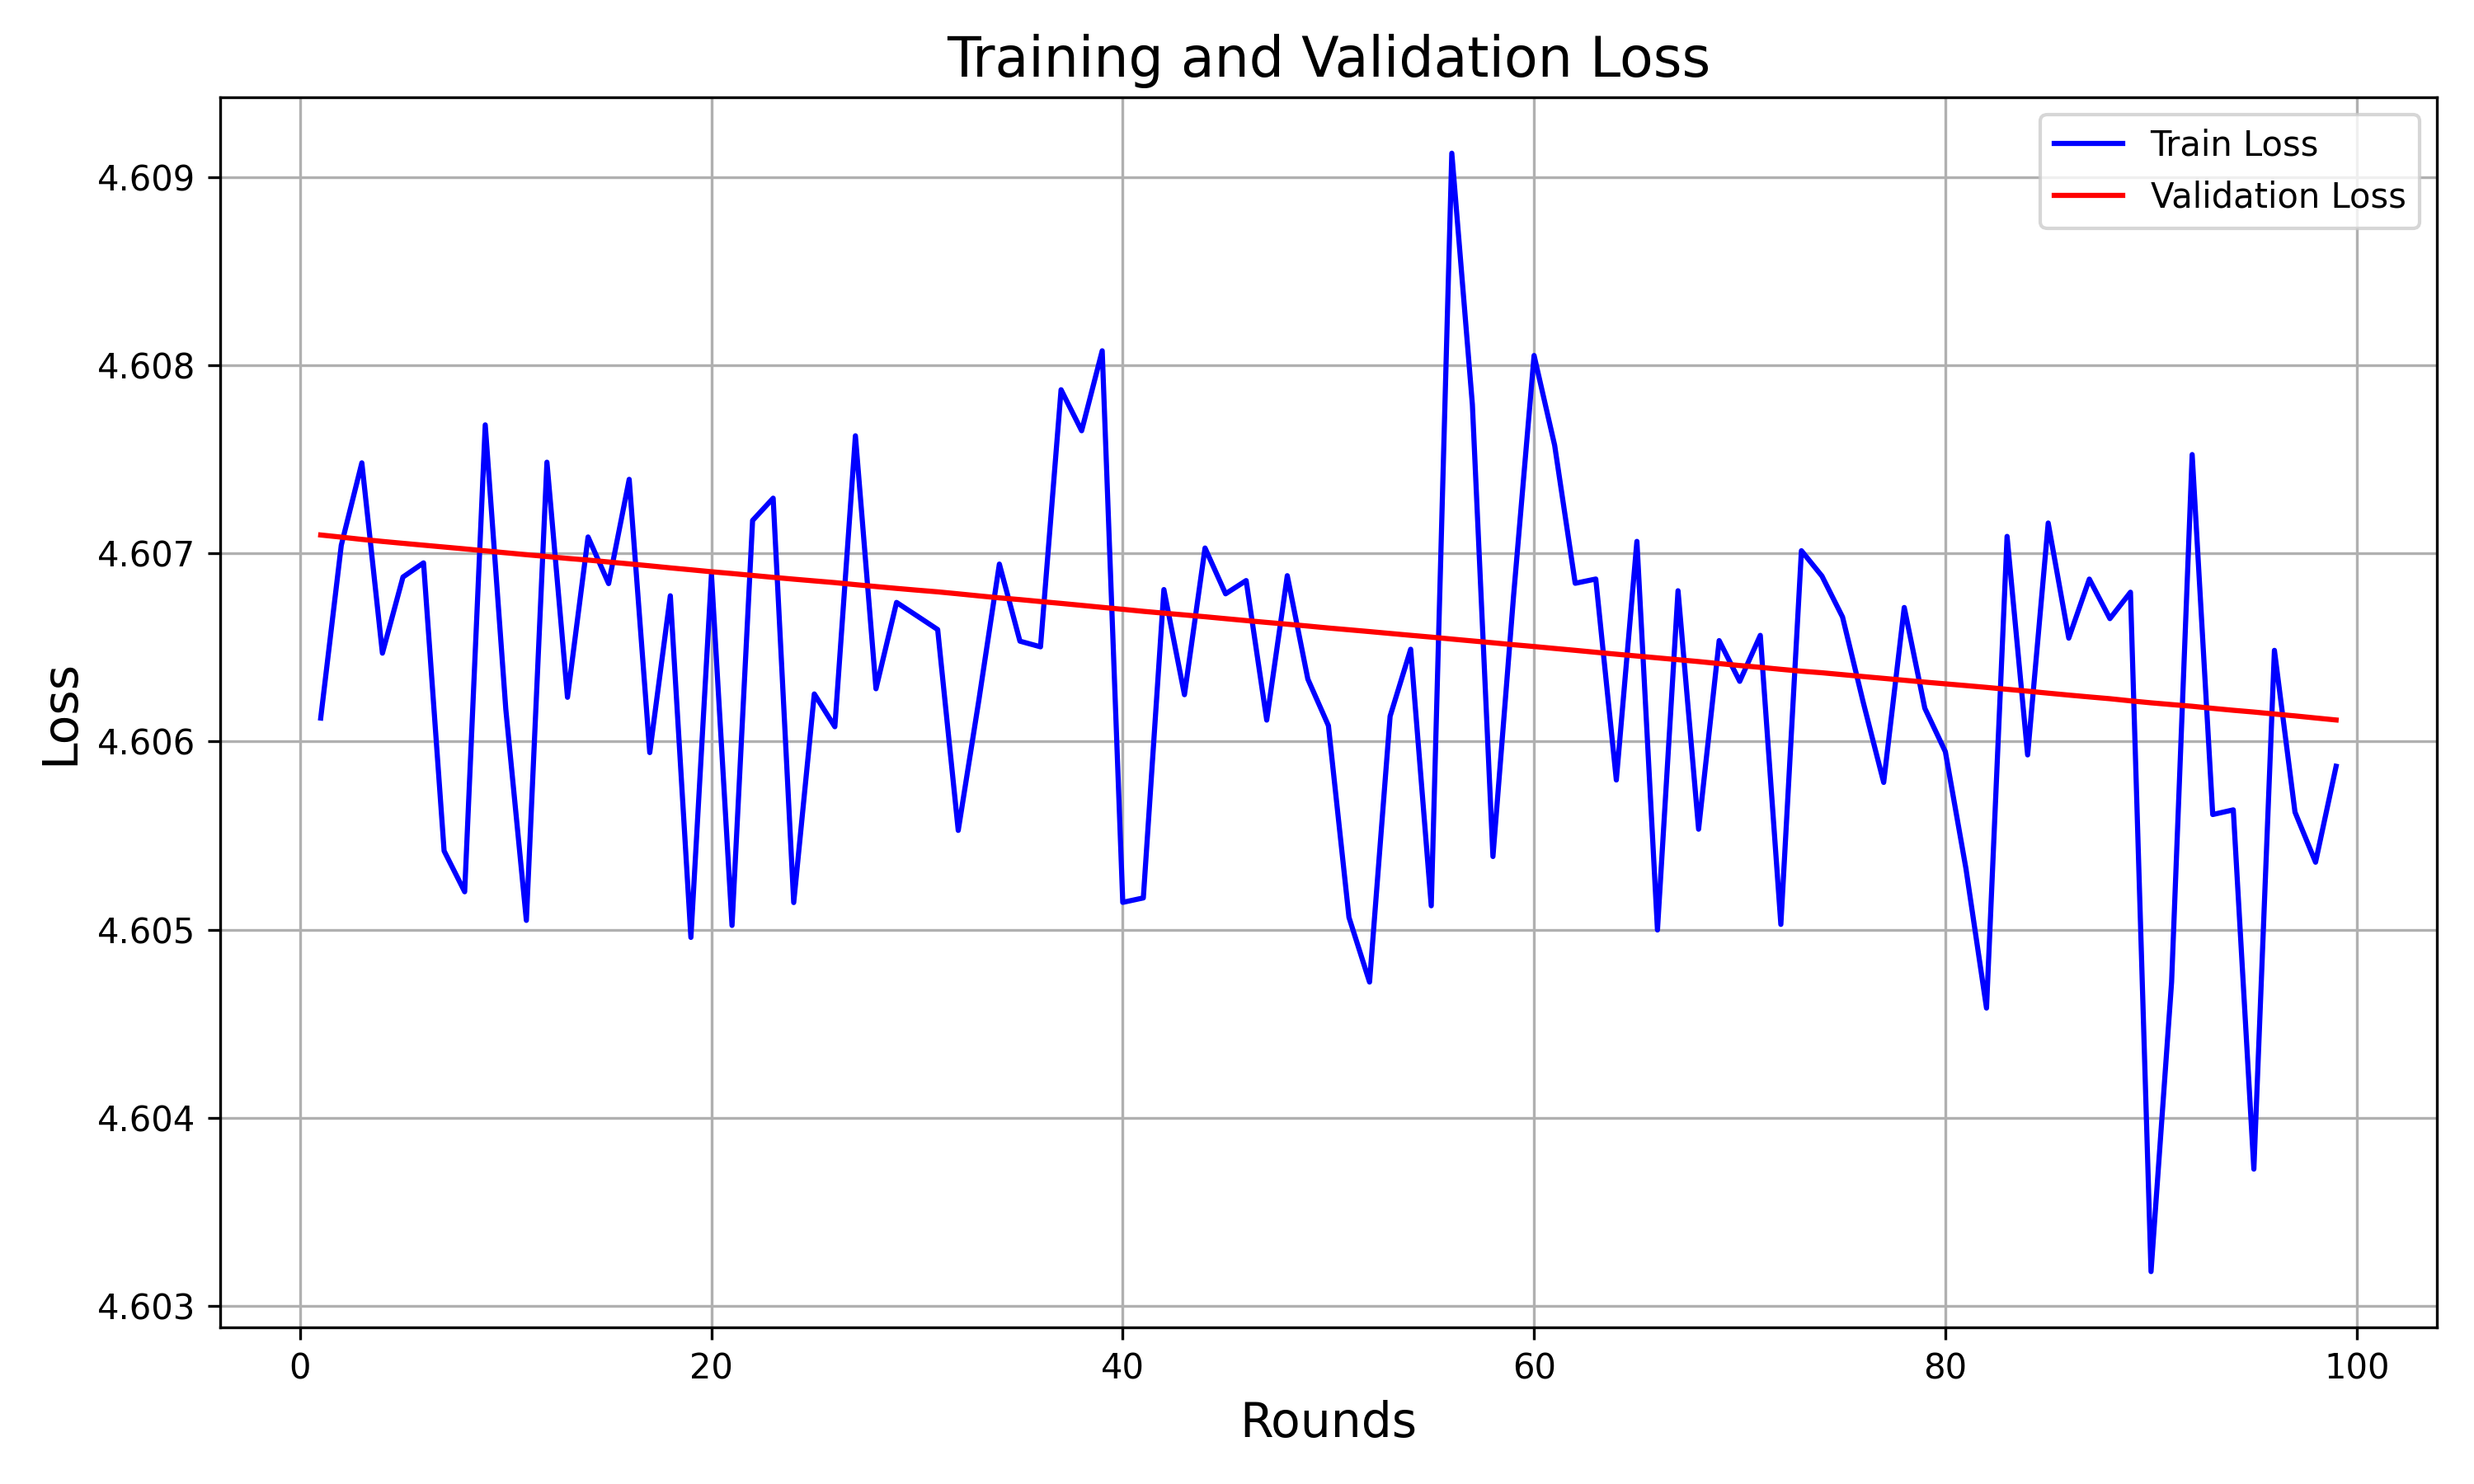 Training and Validation Loss
Train Loss
Validation Loss
4.609
4.608
4.607
4.606
4.605
4.604
4.603
Loss
0 20 40 60 80 100
Rounds